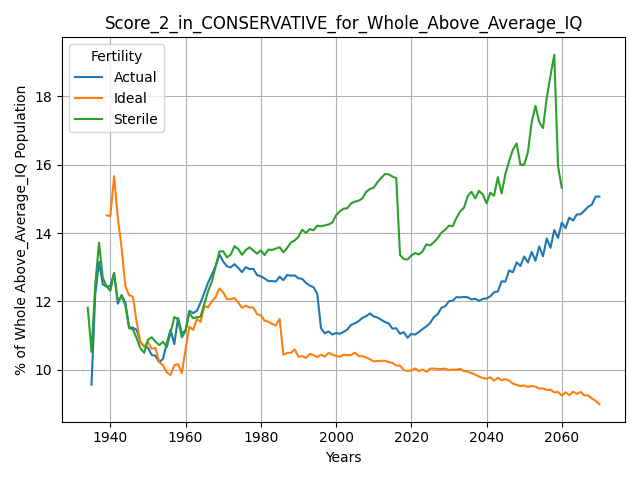 Score_2_in_CONSERVATIVE_for_Whole_Above_Average_IQ
Fertility
Actual
Ideal
Sterile
% of Whole Above_Average_IQ Population
18
16
14
12
10
1940
1960
1980
2000
2020
2040
2060
Years